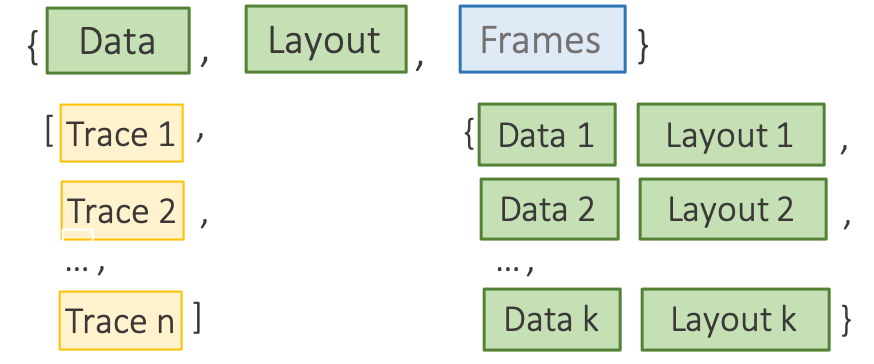 { Data , Layout , Frames }
[ Trace 1 , { Data 1 Layout 1 ,
Trace 2 , Data 2 Layout 2 ,
... , ... ,
Trace n ] Data k Layout k }